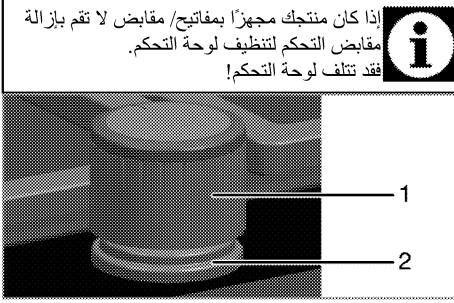 إذا كان منتجك مجهزًا بمفاتيح/ مقابض لا تقم بإزالة
مقابض التحكم لتنظيف لوحة التحكم.
فقد تتلف لوحة التحكم!
1
2